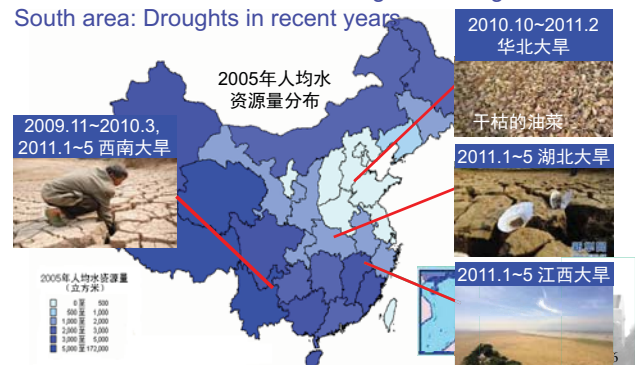 South area: Droughts in recent years
2010.10~2011.2
华北大旱
2005年人均水
资源量分布
干枯的油菜
2009.11~2010.3,
2011.1~5 西南大旱
2011.1~5 湖北大旱
2011.1~5 江西大旱
2005年人均水资源量
(立方米)
0 至 500
500 至 1,000
1,000 至 2,000
2,000 至 3,000
3,000 至 5,000
5,000 至 172,000